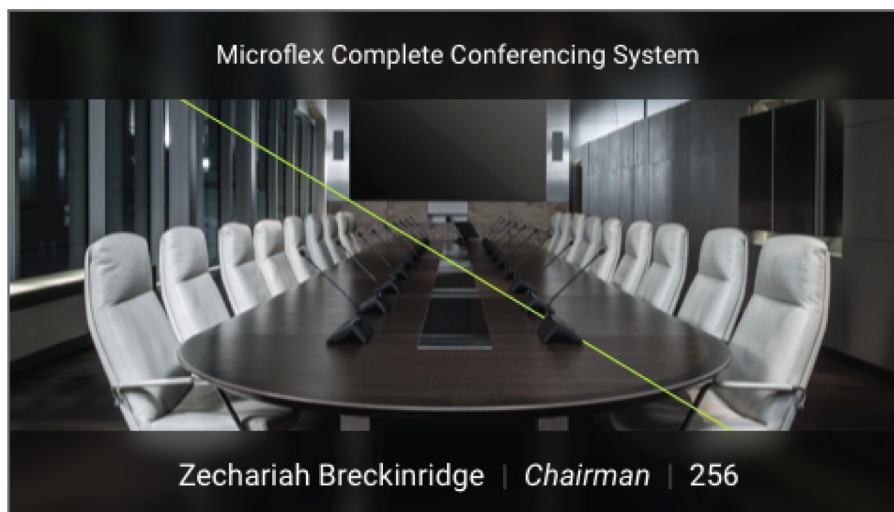 Microflex Complete Conferencing System
Zechariah Breckinridge | Chairman | 256